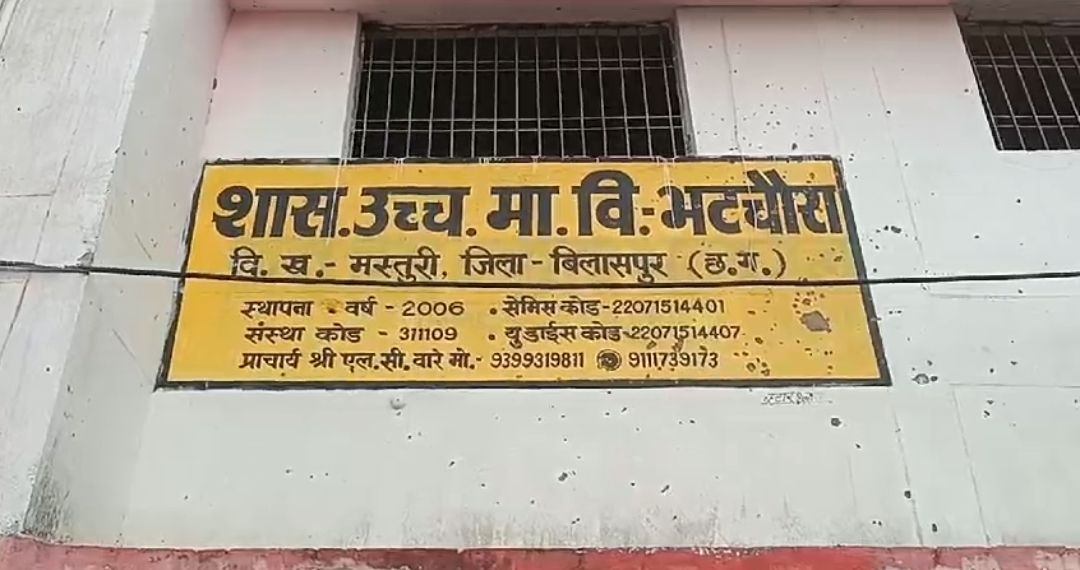 शास. उच्च. मा. वि.- भटचौरा
वि. ख.- मस्तुरी, जिला - बिलासपुर (छ.ग.)
स्थापना • वर्ष - 2006 • सेमिस कोड-22071514401
संस्था कोड - 311109 • युडाईस कोड-22071514407
प्राचार्य श्री एल.सी. वारे मो.- 9399319811 9111739173